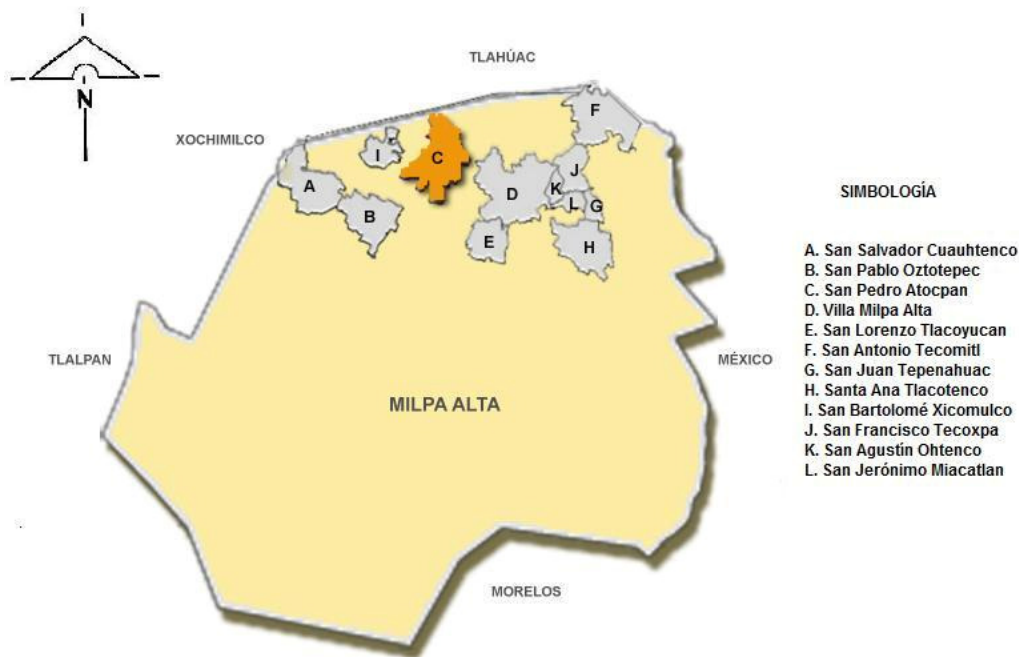 N
TLAHÚAC
XOCHIMILCO
F
I
C
J
A
D
K
L
G
B
E
H
TLALPAN
MÉXICO
MILPA ALTA
MORELOS
SIMBOLOGÍA
A. San Salvador Cuauhtenco
B. San Pablo Oztotepec
C. San Pedro Atocpan
D. Villa Milpa Alta
E. San Lorenzo Tlacoyucan
F. San Antonio Tecomitl
G. San Juan Tepenahuac
H. Santa Ana Tlacotenco
I. San Bartolomé Xicomulco
J. San Francisco Tecoxpa
K. San Agustín Ohtenco
L. San Jerónimo Miacatlan